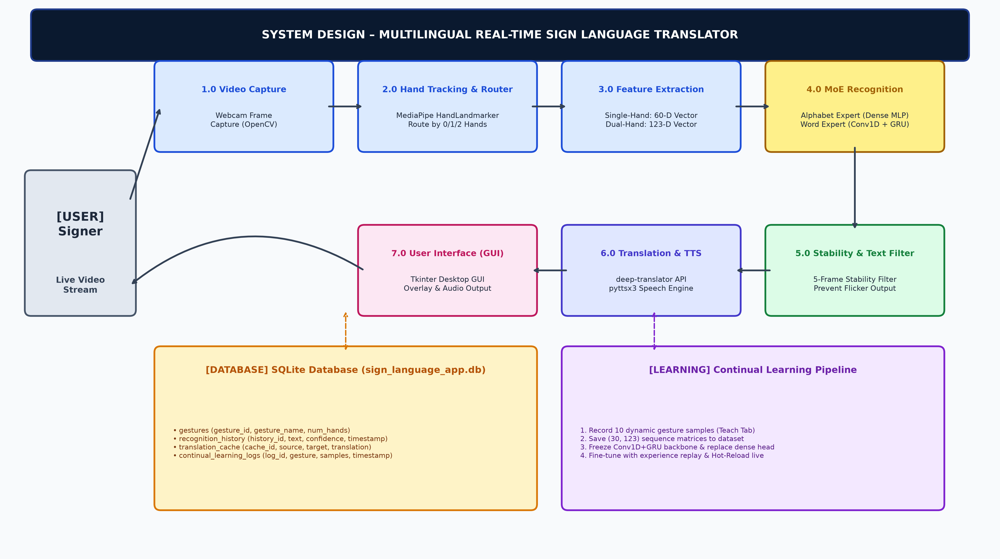 SYSTEM DESIGN – MULTILINGUAL REAL-TIME SIGN LANGUAGE TRANSLATOR
1.0 Video Capture
Webcam Frame
Capture (OpenCV)
2.0 Hand Tracking & Router
MediaPipe HandLandmarker
Route by 0/1/2 Hands
3.0 Feature Extraction
Single-Hand: 60-D Vector
Dual-Hand: 123-D Vector
4.0 MoE Recognition
Alphabet Expert (Dense MLP)
Word Expert (Conv1D + GRU)
[USER]
Signer
Live Video
Stream
7.0 User Interface (GUI)
Tkinter Desktop GUI
Overlay & Audio Output
6.0 Translation & TTS
deep-translator API
pyttsx3 Speech Engine
5.0 Stability & Text Filter
5-Frame Stability Filter
Prevent Flicker Output
[DATABASE] SQLite Database (sign_language_app.db)
• gestures (gesture_id, gesture_name, num_hands)
• recognition_history (history_id, text, confidence, timestamp)
• translation_cache (cache_id, source, target, translation)
• continual_learning_logs (log_id, gesture, samples, timestamp)
[LEARNING] Continual Learning Pipeline
1. Record 10 dynamic gesture samples (Teach Tab)
2. Save (30, 123) sequence matrices to dataset
3. Freeze Conv1D+GRU backbone & replace dense head
4. Fine-tune with experience replay & Hot-Reload live